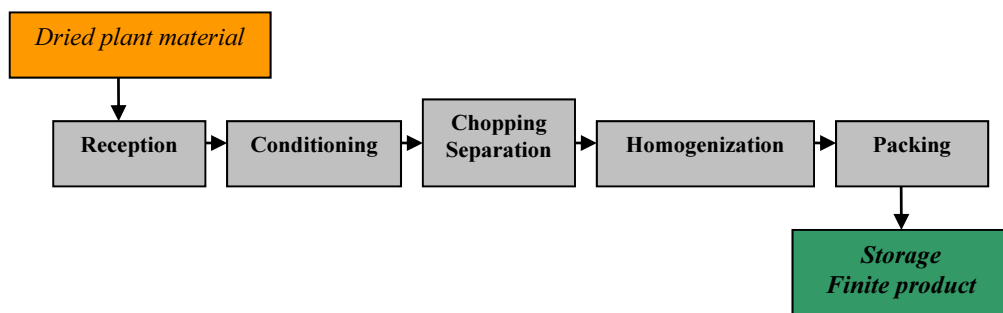 Dried plant material
Reception
Conditioning
Chopping
Separation
Homogenization
Packing
Storage
Finite product